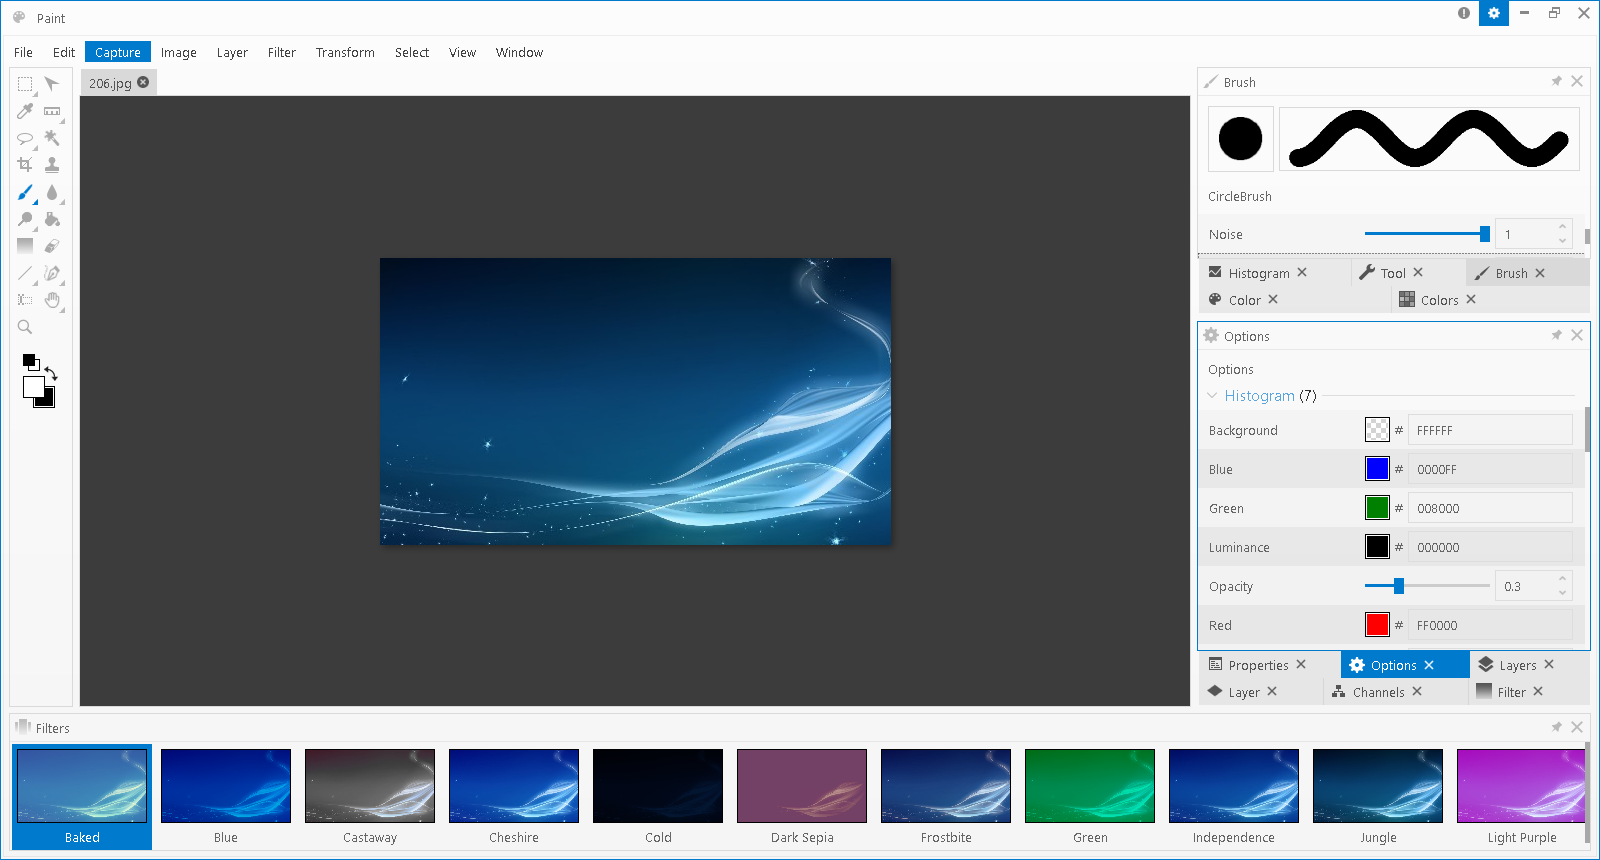 Paint
File Edit Capture Image Layer Filter Transform Select View Window
206.jpg
Brush
CircleBrush
Noise 1
Histogram Tool Brush
Color Colors
Options
Options
Histogram (7)
Background # FFFFFF
Blue # 0000FF
Green # 008000
Luminance # 000000
Opacity 0.3
Red # FF0000
Properties Options Layers
Layer Channels Filter
Filters
Baked Blue Castaway Cheshire Cold Dark Sepia Frostbite Green Independence Jungle Light Purple